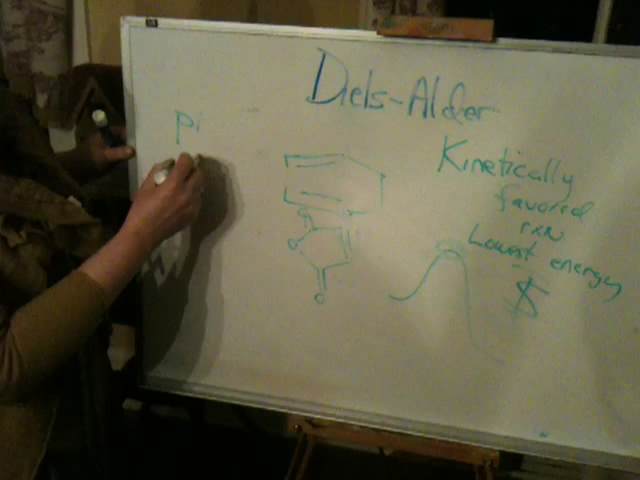 Diels-Alder
Pi
Kinetically
favored
rxn
Lowest energy
$
O
O
O